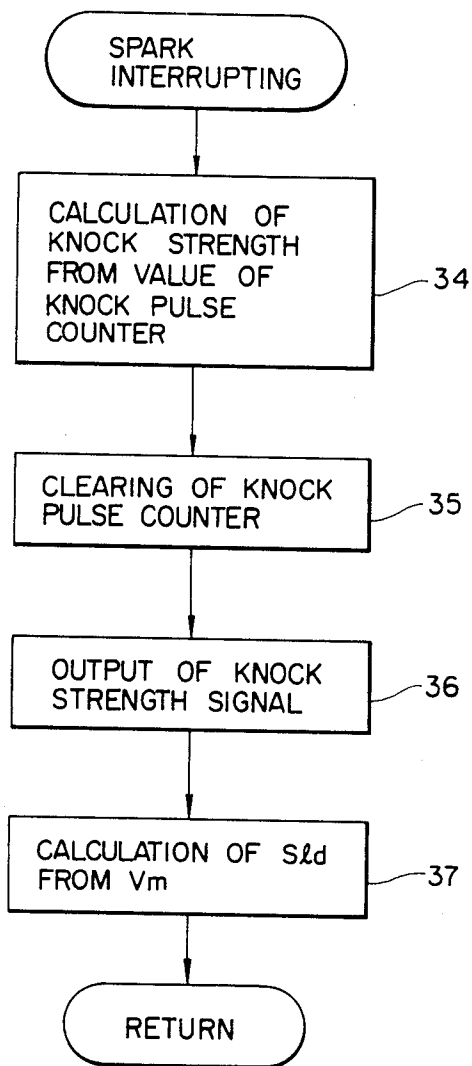 SPARK
INTERRUPTING
CALCULATION OF
KNOCK STRENGTH
FROM VALUE OF
KNOCK PULSE
COUNTER
34
CLEARING OF KNOCK
PULSE COUNTER
35
OUTPUT OF KNOCK
STRENGTH SIGNAL
36
CALCULATION OF Sℓd
FROM Vm
37
RETURN